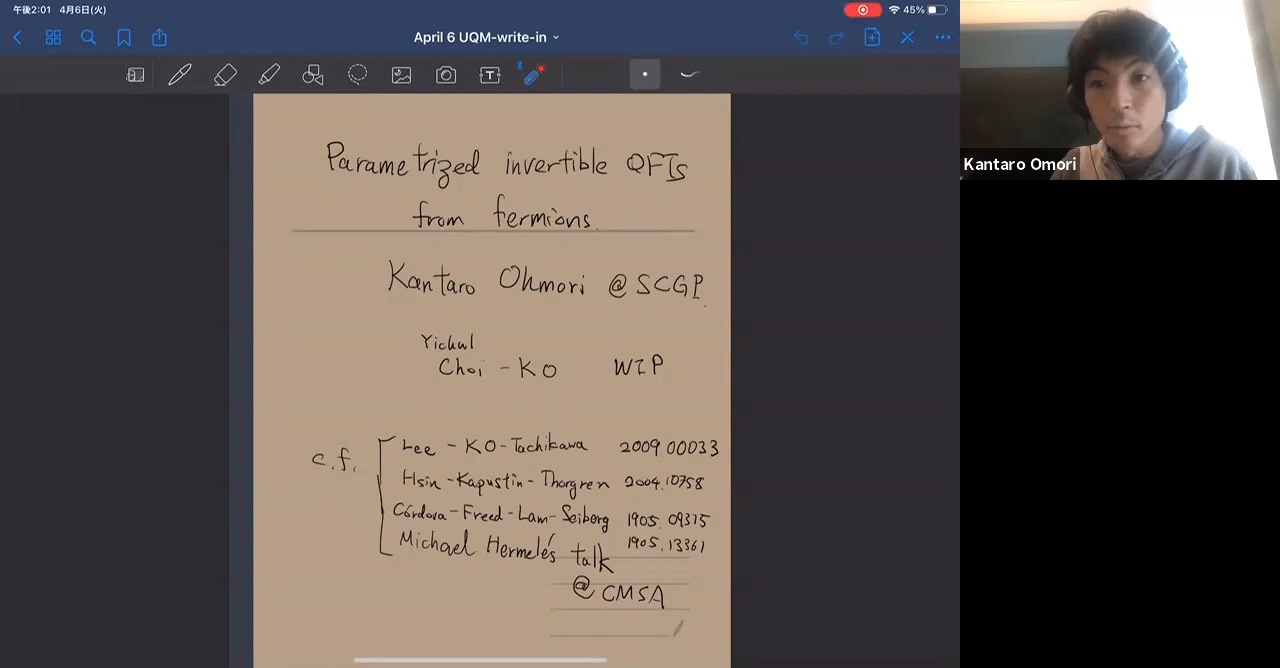 午後2:01 4月6日(火)
45%
April 6 UQM-write-in
Parametrized invertible QFTs
from fermions.
Kantaro Ohmori @ SCGP.
Yichul
Choi - KO WIP
c.f.
Lee - KO - Tachikawa 2009.00033
Hsin - Kapustin - Thorgren 2004.10758
Córdova - Freed - Lam - Seiberg 1905.09315
1905.13361
Michael Hermele's talk
@ CMSA
Kantaro Omori